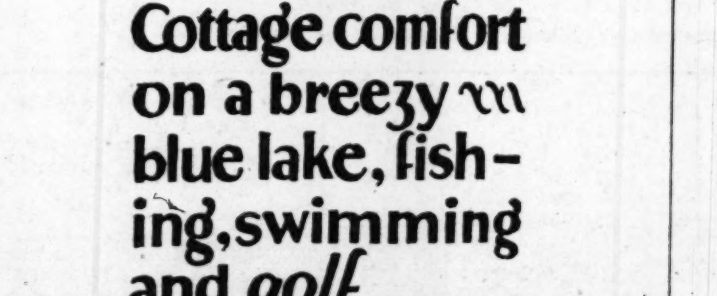 Cottage comfort
on a breezy
blue lake, fish-
ing, swimming
and golf